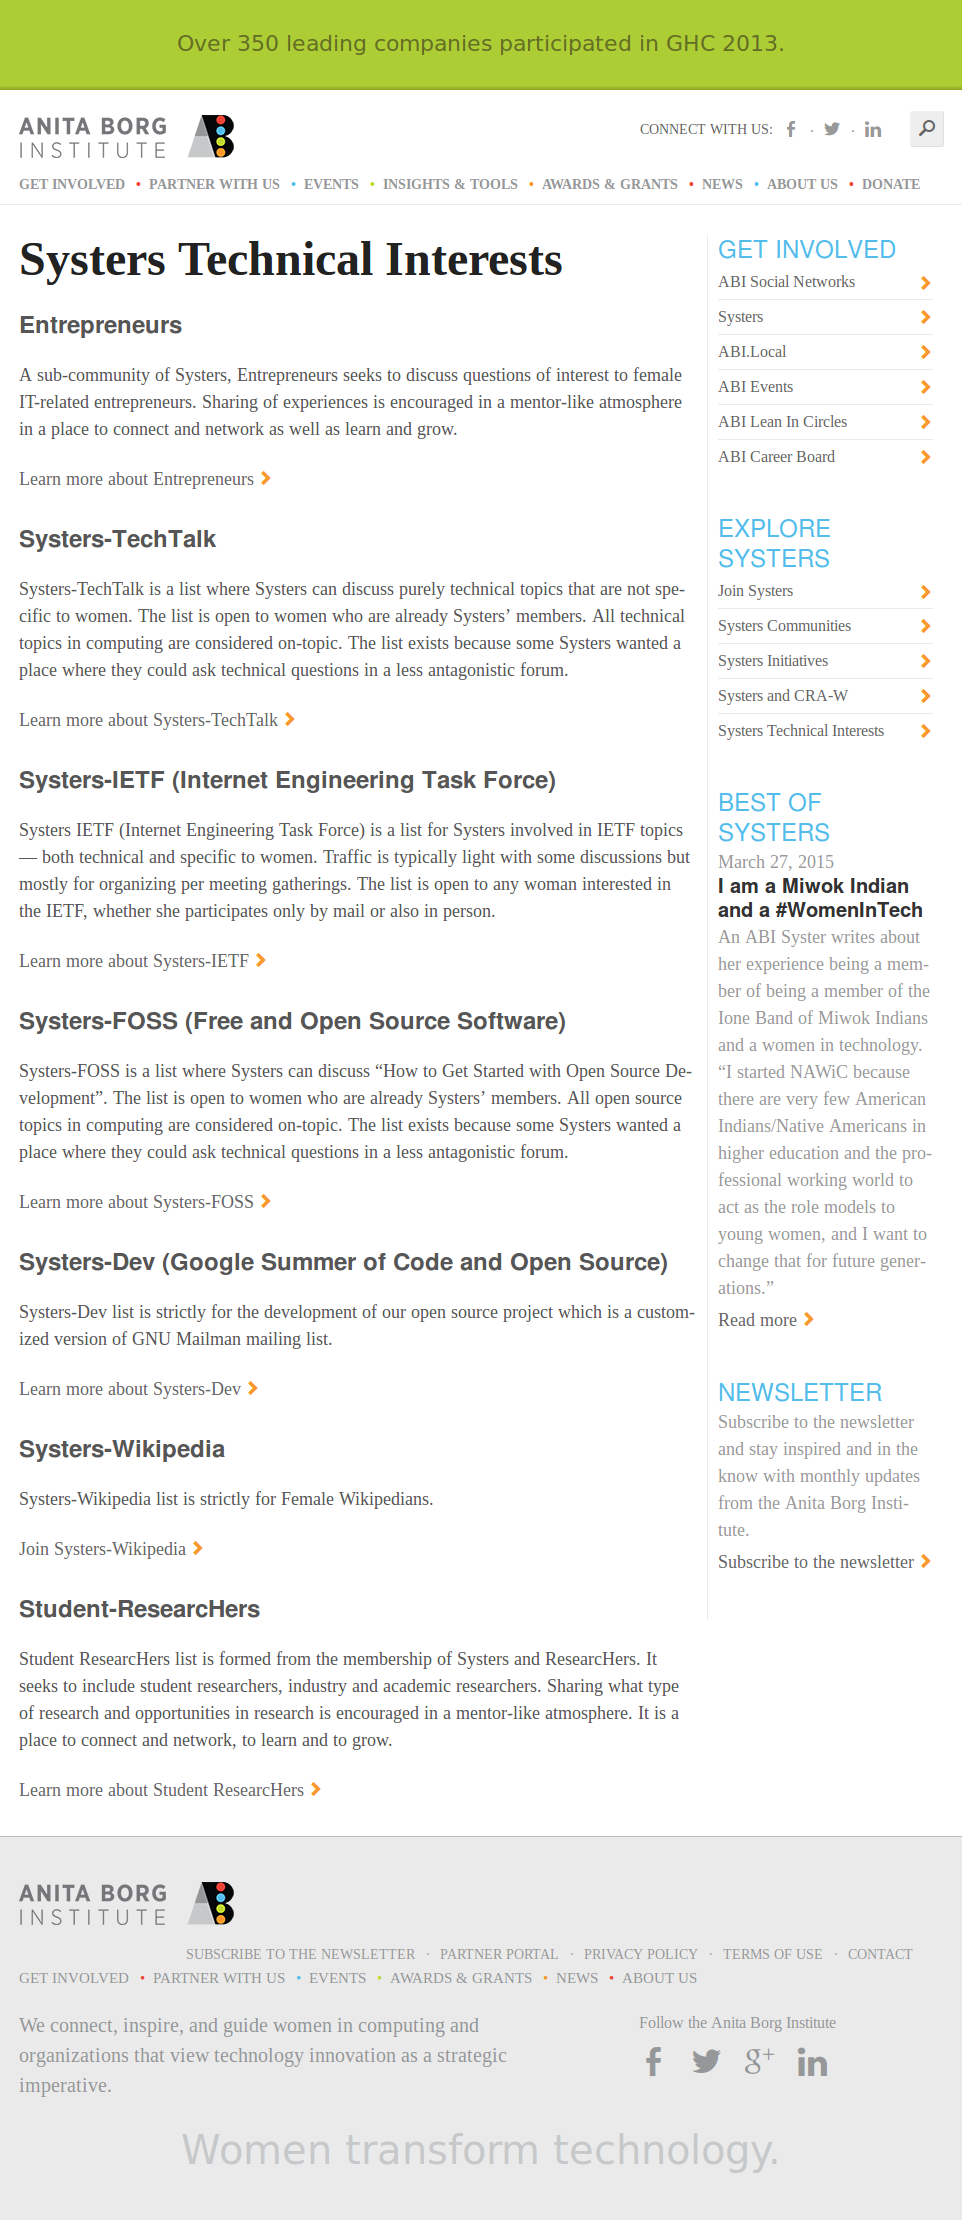 Over 350 leading companies participated in GHC 2013.
ANITA BORG
INSTITUTE
CONNECT WITH US:
GET INVOLVED • PARTNER WITH US • EVENTS • INSIGHTS & TOOLS • AWARDS & GRANTS • NEWS • ABOUT US • DONATE
Systers Technical Interests
Entrepreneurs
A sub-community of Systers, Entrepreneurs seeks to discuss questions of interest to female
IT-related entrepreneurs. Sharing of experiences is encouraged in a mentor-like atmosphere
in a place to connect and network as well as learn and grow.
Learn more about Entrepreneurs
Systers-TechTalk
Systers-TechTalk is a list where Systers can discuss purely technical topics that are not spe-
cific to women. The list is open to women who are already Systers’ members. All technical
topics in computing are considered on-topic. The list exists because some Systers wanted a
place where they could ask technical questions in a less antagonistic forum.
Learn more about Systers-TechTalk
Systers-IETF (Internet Engineering Task Force)
Systers IETF (Internet Engineering Task Force) is a list for Systers involved in IETF topics
— both technical and specific to women. Traffic is typically light with some discussions but
mostly for organizing per meeting gatherings. The list is open to any woman interested in
the IETF, whether she participates only by mail or also in person.
Learn more about Systers-IETF
Systers-FOSS (Free and Open Source Software)
Systers-FOSS is a list where Systers can discuss “How to Get Started with Open Source De-
velopment”. The list is open to women who are already Systers’ members. All open source
topics in computing are considered on-topic. The list exists because some Systers wanted a
place where they could ask technical questions in a less antagonistic forum.
Learn more about Systers-FOSS
Systers-Dev (Google Summer of Code and Open Source)
Systers-Dev list is strictly for the development of our open source project which is a custom-
ized version of GNU Mailman mailing list.
Learn more about Systers-Dev
Systers-Wikipedia
Systers-Wikipedia list is strictly for Female Wikipedians.
Join Systers-Wikipedia
Student-ResearcHers
Student ResearcHers list is formed from the membership of Systers and ResearcHers. It
seeks to include student researchers, industry and academic researchers. Sharing what type
of research and opportunities in research is encouraged in a mentor-like atmosphere. It is a
place to connect and network, to learn and to grow.
Learn more about Student ResearcHers
GET INVOLVED
ABI Social Networks
Systers
ABI.Local
ABI Events
ABI Lean In Circles
ABI Career Board
EXPLORE
SYSTERS
Join Systers
Systers Communities
Systers Initiatives
Systers and CRA-W
Systers Technical Interests
BEST OF
SYSTERS
March 27, 2015
I am a Miwok Indian
and a #WomenInTech
An ABI Syster writes about
her experience being a mem-
ber of being a member of the
Ione Band of Miwok Indians
and a women in technology.
“I started NAWiC because
there are very few American
Indians/Native Americans in
higher education and the pro-
fessional working world to
act as the role models to
young women, and I want to
change that for future gener-
ations.”
Read more
NEWSLETTER
Subscribe to the newsletter
and stay inspired and in the
know with monthly updates
from the Anita Borg Insti-
tute.
Subscribe to the newsletter
ANITA BORG
INSTITUTE
SUBSCRIBE TO THE NEWSLETTER · PARTNER PORTAL · PRIVACY POLICY · TERMS OF USE · CONTACT
GET INVOLVED • PARTNER WITH US • EVENTS • AWARDS & GRANTS • NEWS • ABOUT US
We connect, inspire, and guide women in computing and
organizations that view technology innovation as a strategic
imperative.
Follow the Anita Borg Institute
Women transform technology.